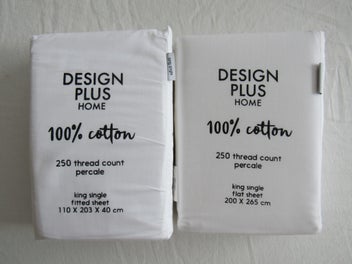 DESIGN
PLUS
HOME
100% cotton
250 thread count
percale
king single
fitted sheet
110 X 203 X 40 cm
DESIGN
PLUS
HOME
100% cotton
250 thread count
percale
king single
flat sheet
200 X 265 cm